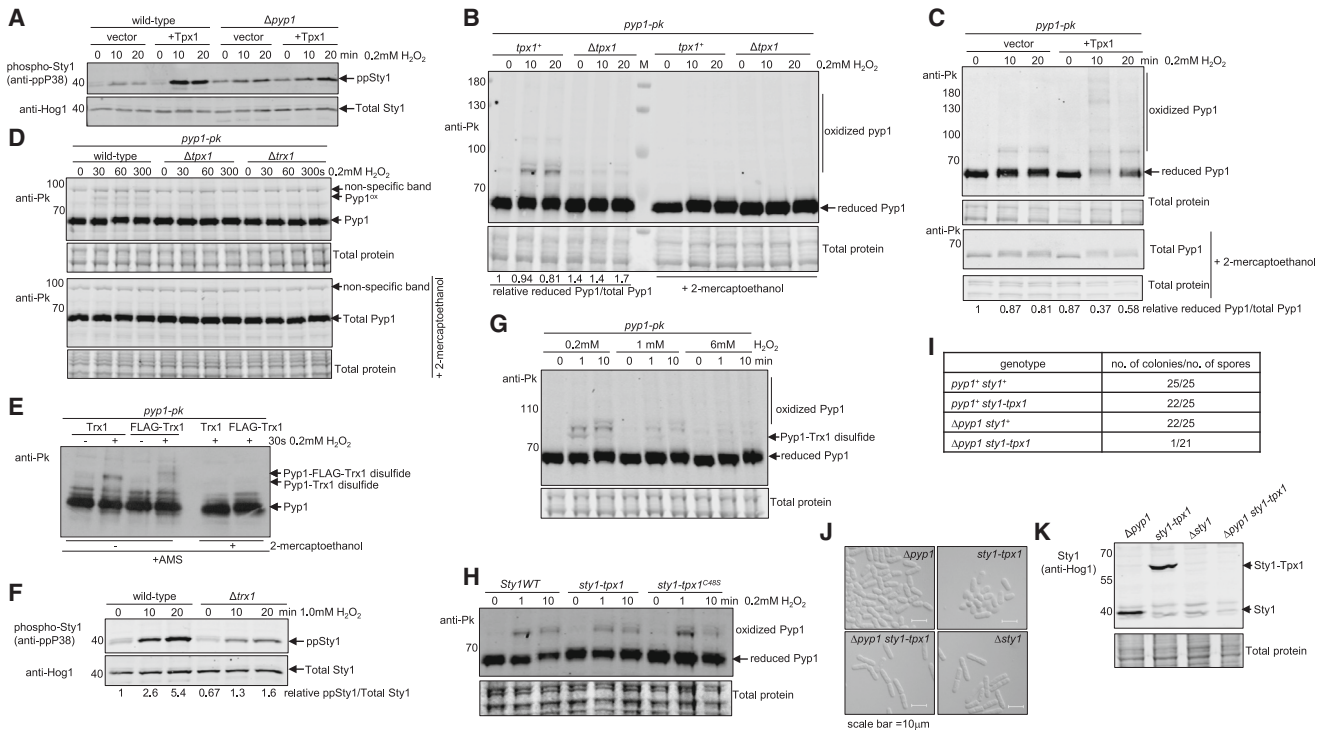 A
wild-type Δpyp1
vector +Tpx1 vector +Tpx1
0 10 20 0 10 20 0 10 20 0 10 20 min 0.2mM H₂O₂
phospho-Sty1
(anti-ppP38) 40 ppSty1
anti-Hog1 40 Total Sty1
B
pyp1-pk
tpx1⁺ Δtpx1 tpx1⁺ Δtpx1
0 10 20 0 10 20 M 0 10 20 0 10 20 0.2mM H₂O₂
180
130
anti-Pk
100
70
oxidized pyp1
reduced Pyp1
Total protein
1 0.94 0.81 1.4 1.4 1.7
relative reduced Pyp1/total Pyp1
+ 2-mercaptoethanol
C
pyp1-pk
vector +Tpx1
0 10 20 0 10 20 min 0.2mM H₂O₂
anti-Pk
180
130
100
70
oxidized Pyp1
reduced Pyp1
Total protein
anti-Pk
70
Total Pyp1
Total protein
+ 2-mercaptoethanol
1 0.87 0.81 0.87 0.37 0.58 relative reduced Pyp1/total Pyp1
D
pyp1-pk
wild-type Δtpx1 Δtrx1
0 30 60 300 0 30 60 300 0 30 60 300s 0.2mM H₂O₂
100
anti-Pk
70
non-specific band
Pyp1ᵒˣ
Pyp1
Total protein
100
anti-Pk
70
non-specific band
Total Pyp1
Total protein
+ 2-mercaptoethanol
E
pyp1-pk
Trx1 FLAG-Trx1 Trx1 FLAG-Trx1
- + - + + + 30s 0.2mM H₂O₂
anti-Pk
Pyp1-FLAG-Trx1 disulfide
Pyp1-Trx1 disulfide
Pyp1
- + 2-mercaptoethanol
+AMS
F
wild-type Δtrx1
0 10 20 0 10 20 min 1.0mM H₂O₂
phospho-Sty1
(anti-ppP38) 40 ppSty1
anti-Hog1 40 Total Sty1
1 2.6 5.4 0.67 1.3 1.6 relative ppSty1/Total Sty1
G
pyp1-pk
0.2mM 1 mM 6mM H₂O₂
0 1 10 0 1 10 0 1 10 min
anti-Pk
110
70
oxidized Pyp1
Pyp1-Trx1 disulfide
reduced Pyp1
Total protein
H
Sty1WT sty1-tpx1 sty1-tpx1ᶜ⁴⁸ˢ
0 1 10 0 1 10 0 1 10 min 0.2mM H₂O₂
anti-Pk
70
oxidized Pyp1
reduced Pyp1
Total protein
I
genotype no. of colonies/no. of spores
pyp1⁺ sty1⁺ 25/25
pyp1⁺ sty1-tpx1 22/25
Δpyp1 sty1⁺ 22/25
Δpyp1 sty1-tpx1 1/21
J
Δpyp1 sty1-tpx1
Δpyp1 sty1-tpx1 Δsty1
scale bar =10μm
K
Δpyp1 sty1-tpx1 Δsty1 Δpyp1 sty1-tpx1
Sty1
(anti-Hog1)
70
55
40
Sty1-Tpx1
Sty1
Total protein